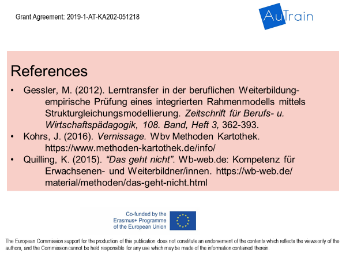 Grant Agreement: 2019-1-AT-KA202-051218
AuTrain
References
• Gessler, M. (2012). Lerntransfer in der beruflichen Weiterbildung-
empirische Prüfung eines integrierten Rahmenmodells mittels
Strukturgleichungsmodellierung. Zeitschrift für Berufs- u.
Wirtschaftspädagogik, 108. Band, Heft 3, 362-393.
• Kohrs, J. (2016). Vernissage. Wbv Methoden Kartothek.
https://www.methoden-kartothek.de/info/
• Quilling, K. (2015). “Das geht nicht”. Wb-web.de: Kompetenz für
Erwachsenen- und Weiterbildner/innen. https://wb-web.de/
material/methoden/das-geht-nicht.html
Co-funded by the
Erasmus+ Programme
of the European Union
The European Commission support for the production of this publication does not constitute an endorsement of the contents which reflects the views only of the
authors, and the Commission cannot be held responsible for any use which may be made of the information contained therein